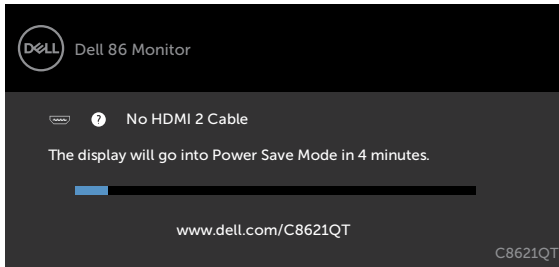 DELL Dell 86 Monitor
? No HDMI 2 Cable
The display will go into Power Save Mode in 4 minutes.
www.dell.com/C8621QT
C8621QT